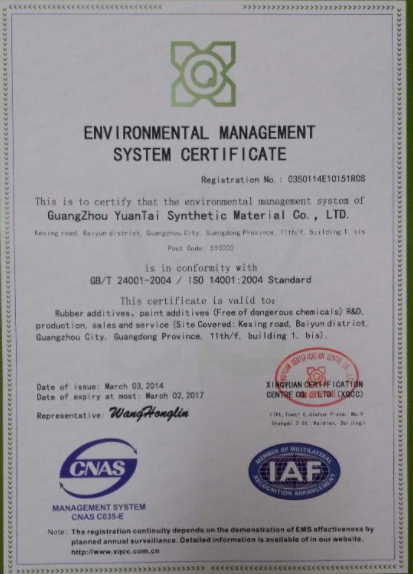 ENVIRONMENTAL MANAGEMENT
SYSTEM CERTIFICATE
Registration No.: 0350114E10151R0S
This is to certify that the environmental management system of
GuangZhou YuanTai Synthetic Material Co., LTD.
Kexing road, Baiyun district, Guangzhou City, Guangdong Province, 11th/f, building 1, bis
Post Code: 510000
is in conformity with
GB/T 24001-2004 / ISO 14001:2004 Standard
This certificate is valid to:
Rubber additives, paint additives (Free of dangerous chemicals) R&D,
production, sales and service (Site Covered: Kexing road, Baiyun district,
Guangzhou City, Guangdong Province, 11th/f, building 1, bis).
Date of issue: March 03, 2014
Date of expiry at most: March 02, 2017
Representative: WangHonglin
XINGYUAN CERTIFICATION
CENTRE CO., LTD. (XQCC)
CNAS
MANAGEMENT SYSTEM
CNAS C035-E
MEMBER OF MULTILATERAL
IAF
RECOGNITION ARRANGEMENT
Note: The registration continuity depends on the demonstration of EMS effectiveness by
planned annual surveillance. Detailed information is available of in our website.
http://www.xqcc.com.cn